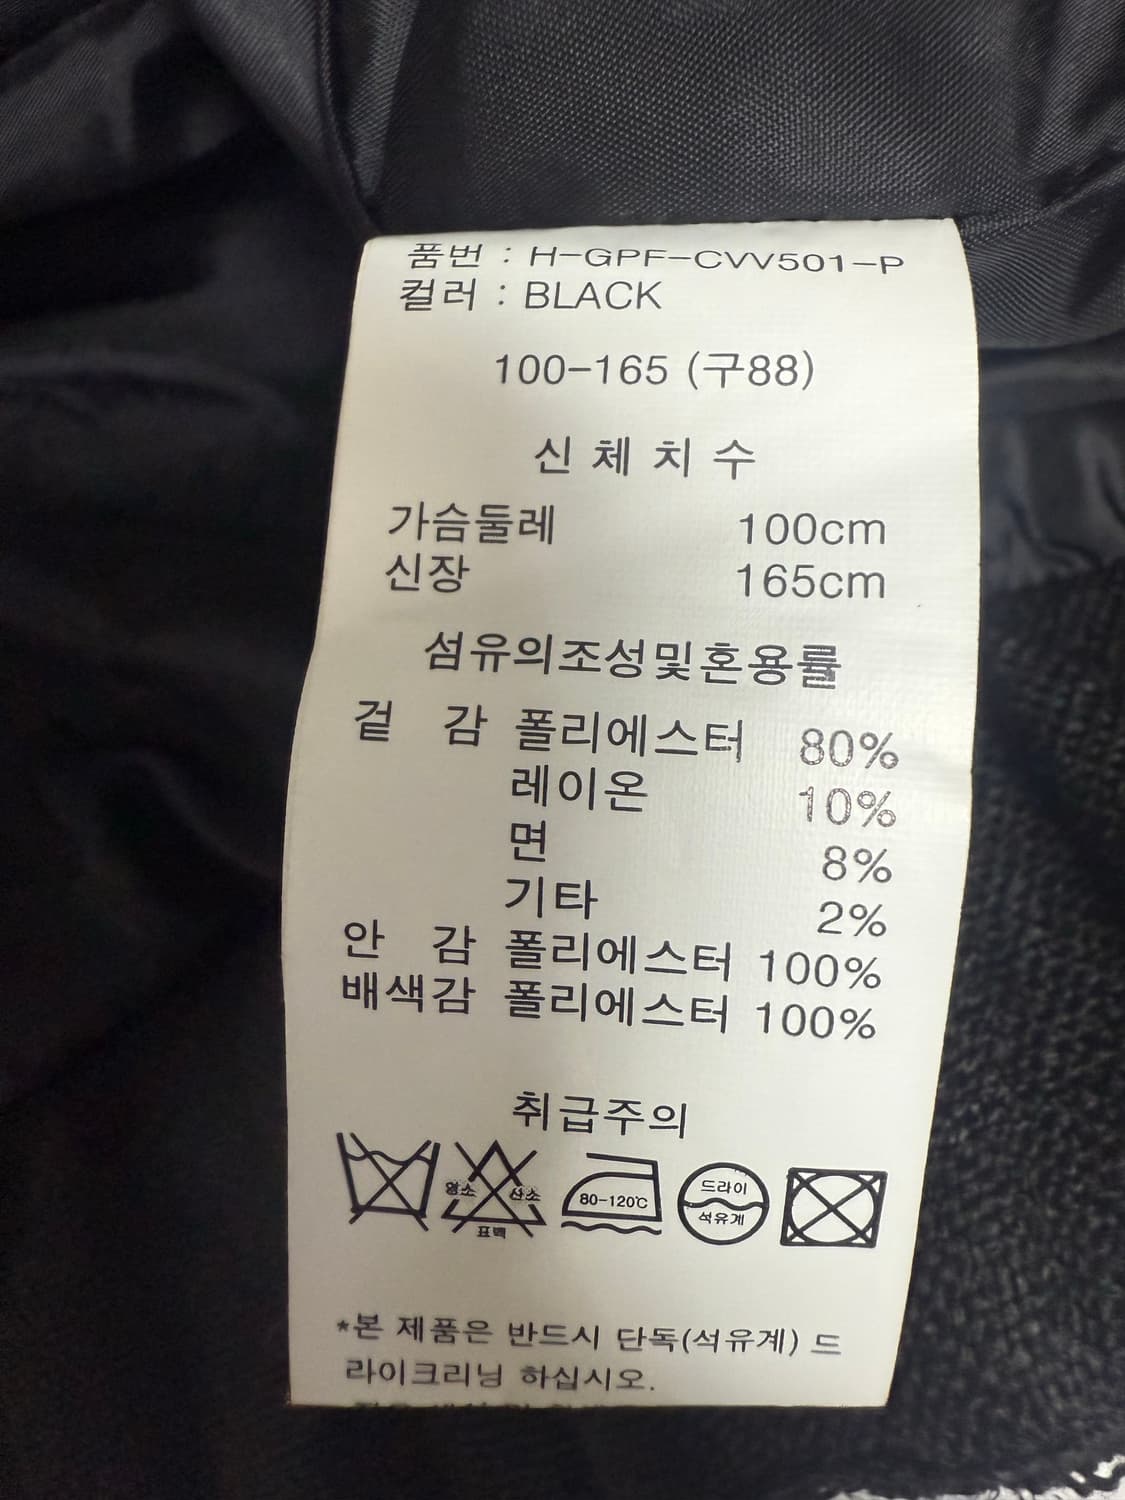 품번 : H-GPF-CVV501-P
컬러 : BLACK
100-165 (구88)
신 체 치 수
가슴둘레 100cm
신장 165cm
섬유의조성및혼용률
겉 감 폴리에스터 80%
레이온 10%
면 8%
기타 2%
안 감 폴리에스터 100%
배색감 폴리에스터 100%
취급주의
염소 산소
표백
80-120℃
드라이
석유계
*본 제품은 반드시 단독(석유계) 드
라이크리닝 하십시오.